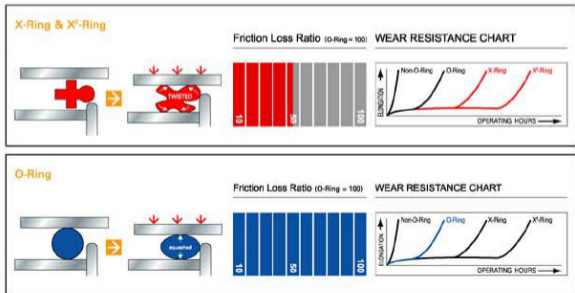 X-Ring & X²-Ring
Friction Loss Ratio (O-Ring = 100)
WEAR RESISTANCE CHART
TWISTED
10
50
100
ELONGATION
Non-O-Ring
O-Ring
X-Ring
X²-Ring
OPERATING HOURS
O-Ring
Friction Loss Ratio (O-Ring = 100)
WEAR RESISTANCE CHART
squashed
10
50
100
ELONGATION
Non-O-Ring
O-Ring
X-Ring
X²-Ring
OPERATING HOURS